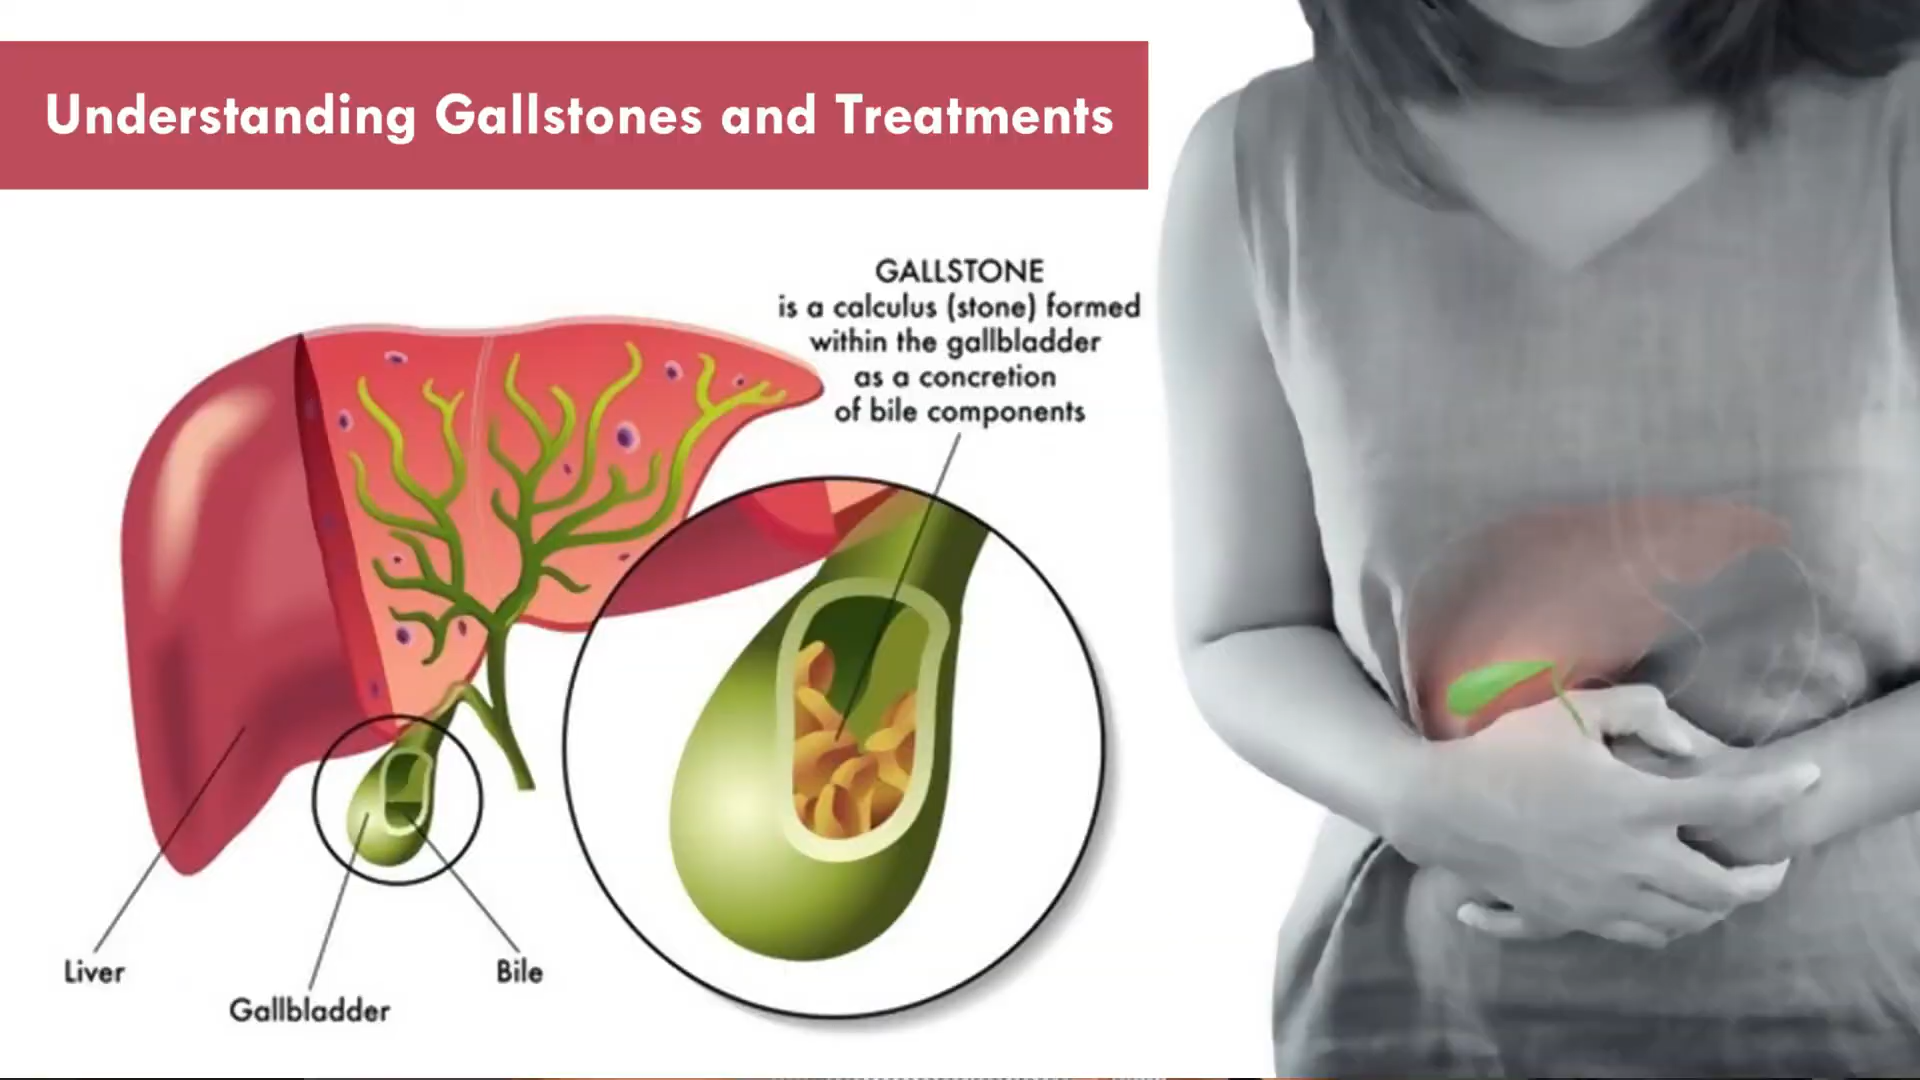 Understanding Gallstones and Treatments
GALLSTONE
is a calculus (stone) formed
within the gallbladder
as a concretion
of bile components
Liver
Gallbladder
Bile